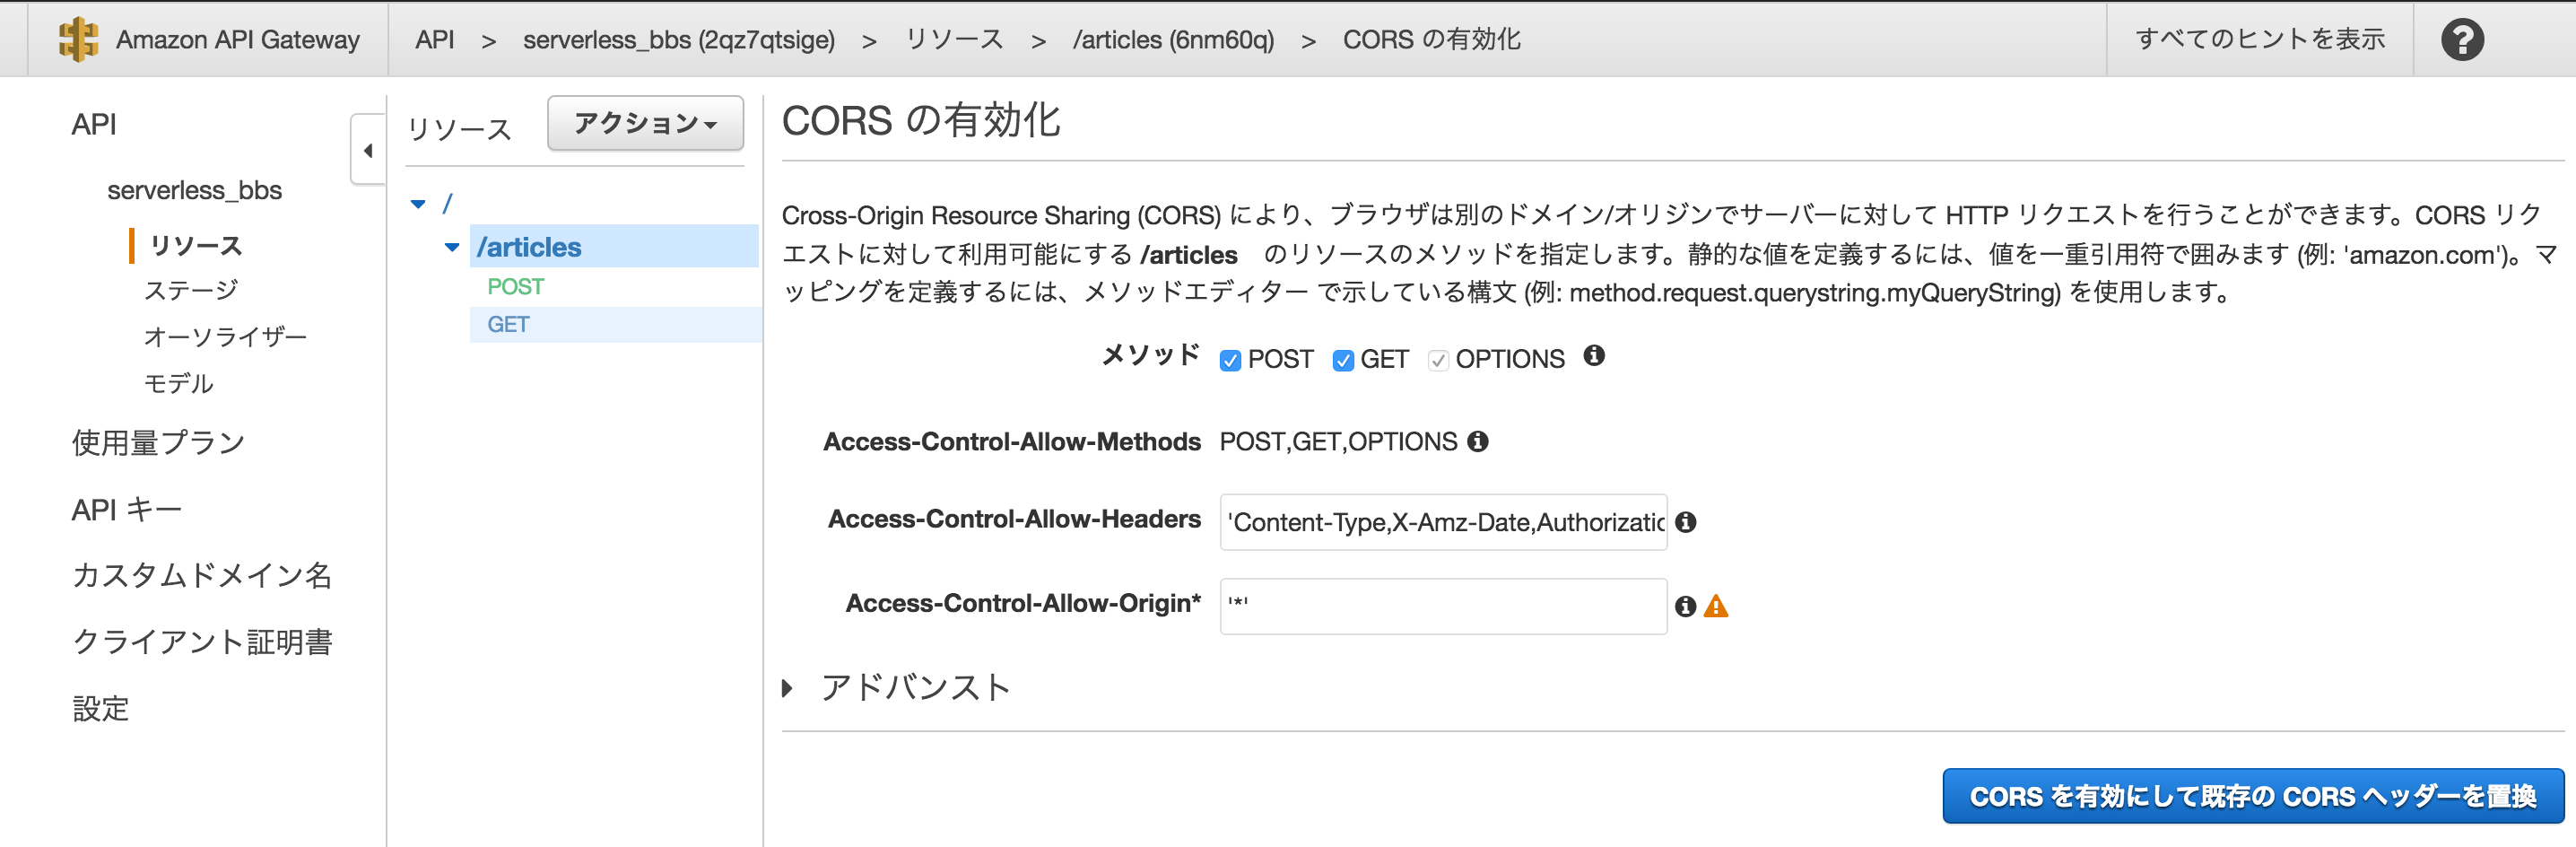 Amazon API Gateway
API > serverless_bbs (2qz7qtsige) > リソース > /articles (6nm60q) > CORS の有効化
すべてのヒントを表示
?
API
serverless_bbs
リソース
ステージ
オーソライザー
モデル
使用量プラン
API キー
カスタムドメイン名
クライアント証明書
設定
リソース
アクション
/
/articles
POST
GET
CORS の有効化
Cross-Origin Resource Sharing (CORS) により、ブラウザは別のドメイン/オリジンでサーバーに対して HTTP リクエストを行うことができます。CORS リク
エストに対して利用可能にする /articles のリソースのメソッドを指定します。静的な値を定義するには、値を一重引用符で囲みます (例: 'amazon.com')。マ
ッピングを定義するには、メソッドエディター で示している構文 (例: method.request.querystring.myQueryString) を使用します。
メソッド POST GET OPTIONS
Access-Control-Allow-Methods POST,GET,OPTIONS
Access-Control-Allow-Headers 'Content-Type,X-Amz-Date,Authorizatio
Access-Control-Allow-Origin* '*'
アドバンスト
CORS を有効にして既存の CORS ヘッダーを置換